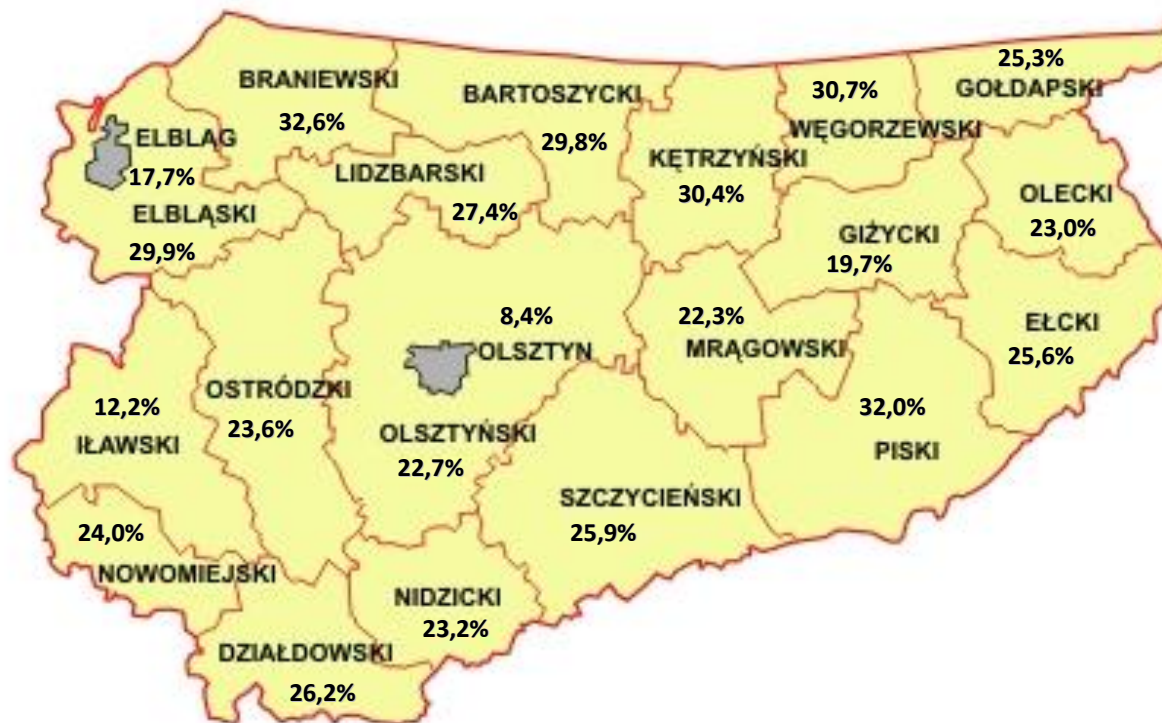 BRANIEWSKI
32,6%
BARTOSZYCKI
29,8%
30,7%
WĘGORZEWSKI
25,3%
GOŁDAPSKI
ELBLĄG
17,7%
ELBLĄSKI
29,9%
LIDZBARSKI
27,4%
KĘTRZYŃSKI
30,4%
GIŻYCKI
19,7%
OLECKI
23,0%
8,4%
OLSZTYN
22,3%
MRĄGOWSKI
EŁCKI
25,6%
12,2%
IŁAWSKI
OSTRÓDZKI
23,6%
OLSZTYŃSKI
22,7%
32,0%
PISKI
SZCZYCIEŃSKI
25,9%
24,0%
NOWOMIEJSKI
NIDZICKI
23,2%
DZIAŁDOWSKI
26,2%